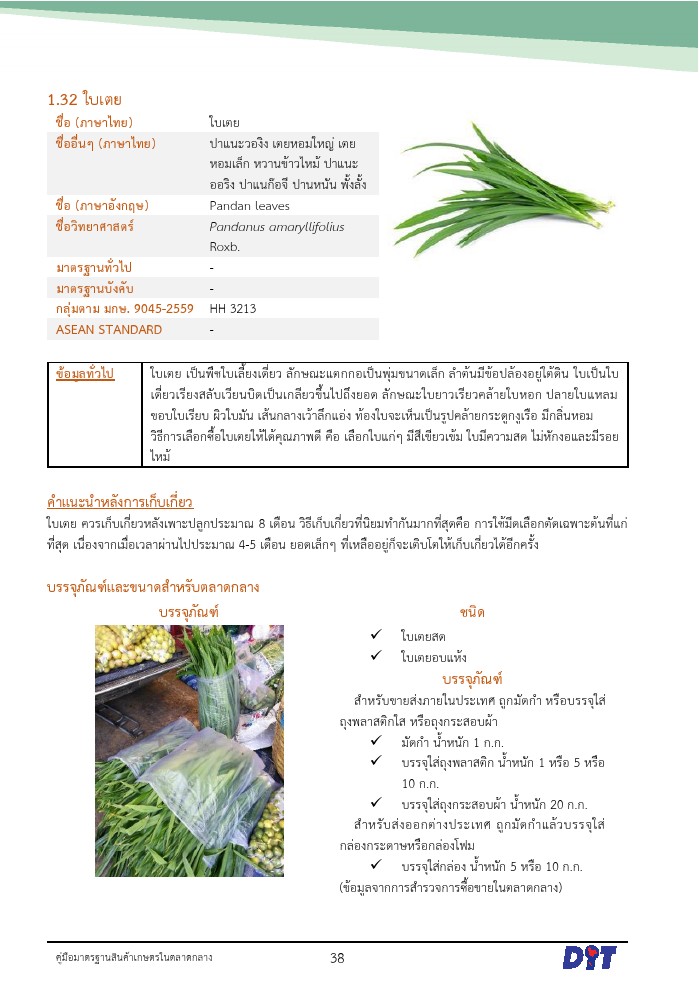 1.32 ใบเตย
ชื่อ (ภาษาไทย) ใบเตย
ชื่ออื่นๆ (ภาษาไทย) ปาแนะวองิง เตยหอมใหญ่ เตย
หอมเล็ก หวานข้าวไหม้ ปาแนะ
ออริง ปาแนก๊อจี ปานหนัน พั้งลั้ง
ชื่อ (ภาษาอังกฤษ) Pandan leaves
ชื่อวิทยาศาสตร์ Pandanus amaryllifolius
Roxb.
มาตรฐานทั่วไป -
มาตรฐานบังคับ -
กลุ่มตาม มกษ. 9045-2559 HH 3213
ASEAN STANDARD -
ข้อมูลทั่วไป ใบเตย เป็นพืชใบเลี้ยงเดี่ยว ลักษณะแตกกอเป็นพุ่มขนาดเล็ก ลำต้นมีข้อปล้องอยู่ใต้ดิน ใบเป็นใบ
เดี่ยวเรียงสลับเวียนบิดเป็นเกลียวขึ้นไปถึงยอด ลักษณะใบยาวเรียวคล้ายใบหอก ปลายใบแหลม
ขอบใบเรียบ ผิวใบมัน เส้นกลางเว้าลึกแอ่ง ท้องใบจะเห็นเป็นรูปคล้ายกระดูกงูเรือ มีกลิ่นหอม
วิธีการเลือกซื้อใบเตยให้ได้คุณภาพดี คือ เลือกใบแก่ๆ มีสีเขียวเข้ม ใบมีความสด ไม่หักงอและมีรอย
ไหม้
คำแนะนำหลังการเก็บเกี่ยว
ใบเตย ควรเก็บเกี่ยวหลังเพาะปลูกประมาณ 8 เดือน วิธีเก็บเกี่ยวที่นิยมทำกันมากที่สุดคือ การใช้มีดเลือกตัดเฉพาะต้นที่แก่
ที่สุด เนื่องจากเมื่อเวลาผ่านไปประมาณ 4-5 เดือน ยอดเล็กๆ ที่เหลืออยู่ก็จะเติบโตให้เก็บเกี่ยวได้อีกครั้ง
บรรจุภัณฑ์และขนาดสำหรับตลาดกลาง
บรรจุภัณฑ์
ชนิด
✓ ใบเตยสด
✓ ใบเตยอบแห้ง
บรรจุภัณฑ์
สำหรับขายส่งภายในประเทศ ถูกมัดกำ หรือบรรจุใส่
ถุงพลาสติกใส หรือถุงกระสอบผ้า
✓ มัดกำ น้ำหนัก 1 ก.ก.
✓ บรรจุใส่ถุงพลาสติก น้ำหนัก 1 หรือ 5 หรือ
10 ก.ก.
✓ บรรจุใส่ถุงกระสอบผ้า น้ำหนัก 20 ก.ก.
สำหรับส่งออกต่างประเทศ ถูกมัดกำแล้วบรรจุใส่
กล่องกระดาษหรือกล่องโฟม
✓ บรรจุใส่กล่อง น้ำหนัก 5 หรือ 10 ก.ก.
(ข้อมูลจากการสำรวจการซื้อขายในตลาดกลาง)
คู่มือมาตรฐานสินค้าเกษตรในตลาดกลาง 38 DIT